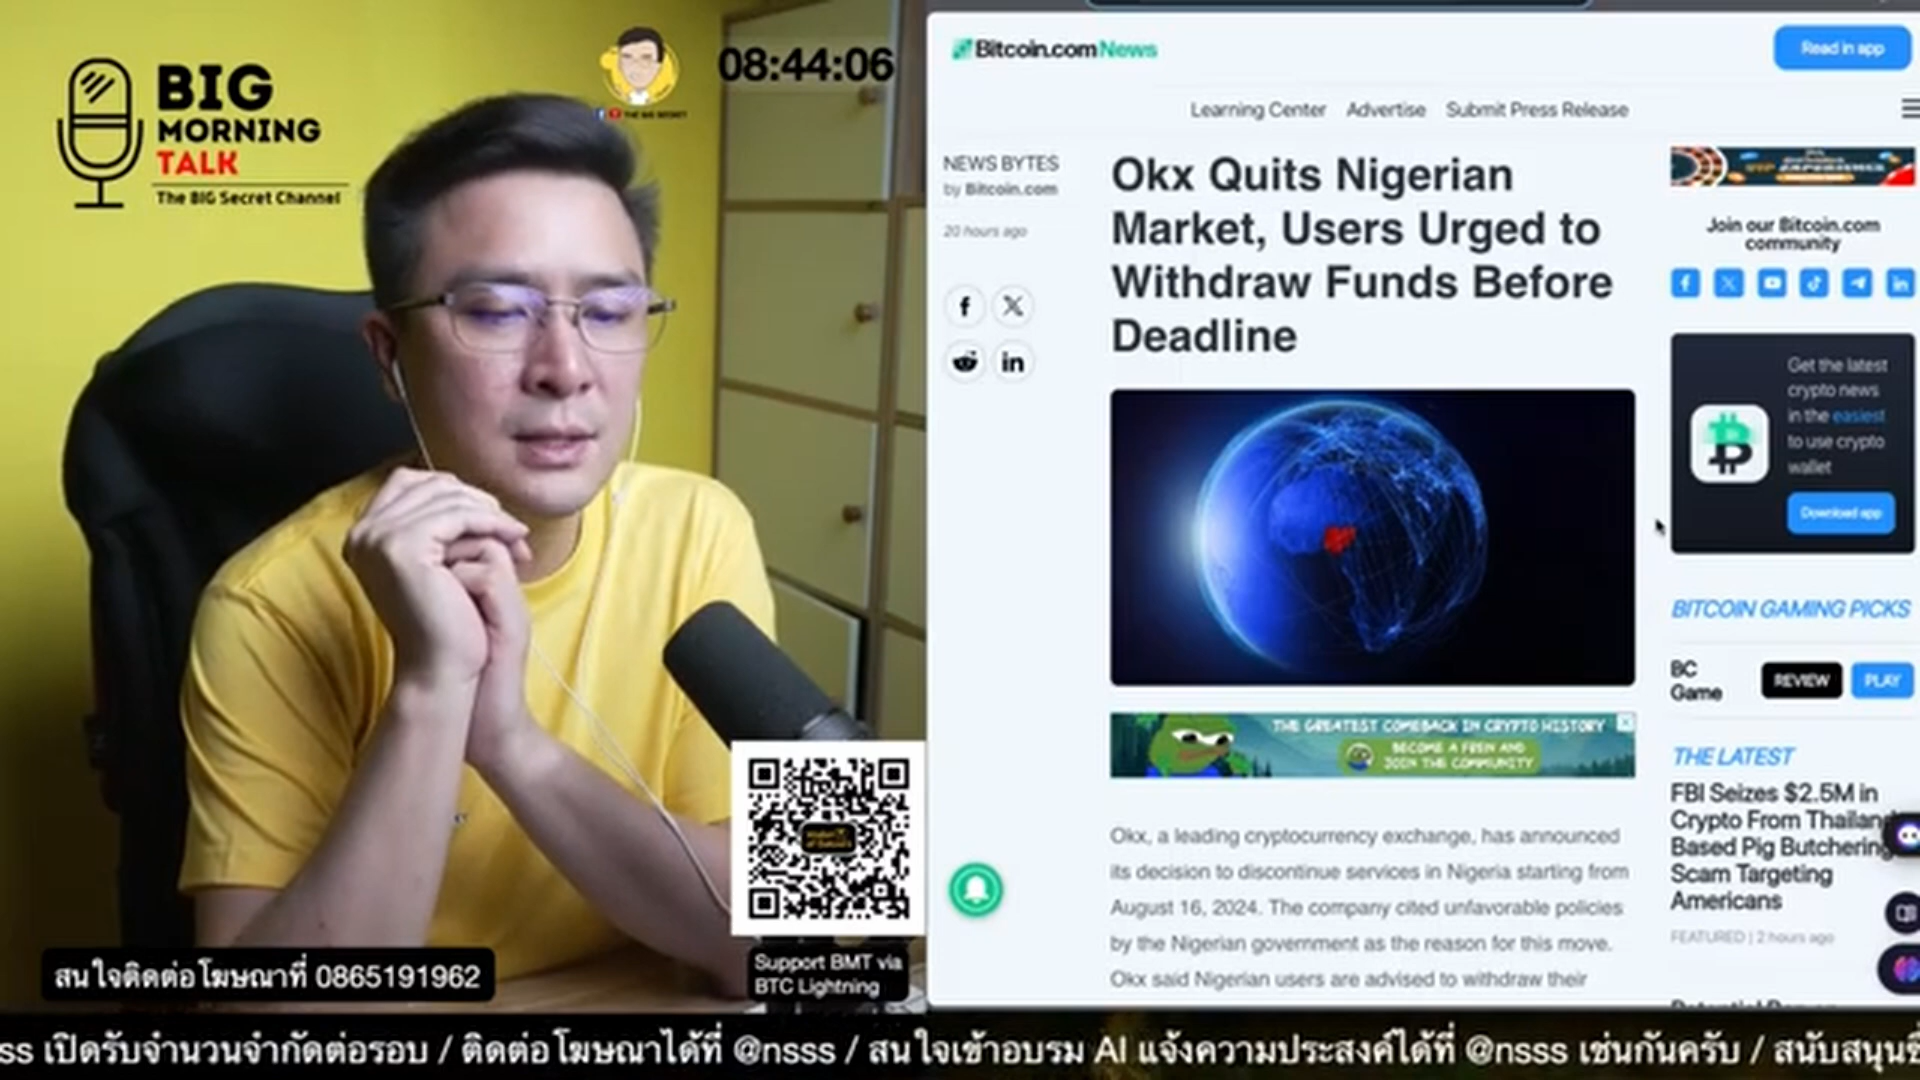 BIG
MORNING
TALK
The BIG Secret Channel
THE BIG SECRET
08:44:06
สนใจติดต่อโฆษณาที่ 0865191962
Support BMT via
BTC Lightning
Bitcoin.com News
Read in app
Learning Center Advertise Submit Press Release
NEWS BYTES
by Bitcoin.com
20 hours ago
Okx Quits Nigerian
Market, Users Urged to
Withdraw Funds Before
Deadline
THE GREATEST COMEBACK IN CRYPTO HISTORY
BECOME A FREN AND
JOIN THE COMMUNITY
Okx, a leading cryptocurrency exchange, has announced
its decision to discontinue services in Nigeria starting from
August 16, 2024. The company cited unfavorable policies
by the Nigerian government as the reason for this move.
Okx said Nigerian users are advised to withdraw their
VIP EXPERIENCE
Join our Bitcoin.com
community
Get the latest
crypto news
in the easiest
to use crypto
wallet
Download app
BITCOIN GAMING PICKS
BC
Game
REVIEW
PLAY
THE LATEST
FBI Seizes $2.5M in
Crypto From Thailand
Based Pig Butchering
Scam Targeting
Americans
FEATURED | 2 hours ago
ss เปิดรับจำนวนจำกัดต่อรอบ / ติดต่อโฆษณาได้ที่ @nsss / สนใจเข้าอบรม AI แจ้งความประสงค์ได้ที่ @nsss เช่นกันครับ / สนับสนุน